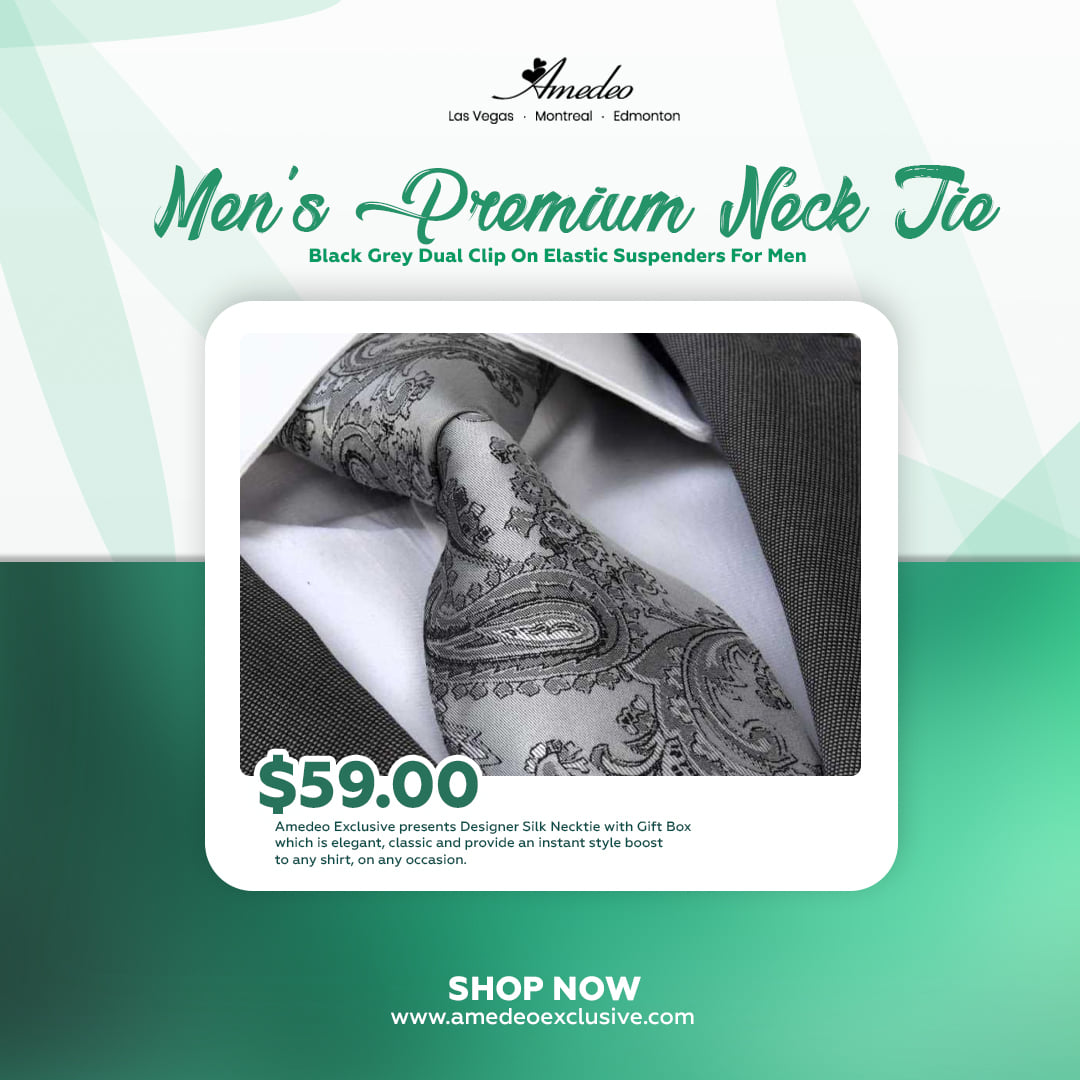 Amedeo
Las Vegas · Montreal · Edmonton
Men's Premium Neck Tie
Black Grey Dual Clip On Elastic Suspenders For Men
$59.00
Amedeo Exclusive presents Designer Silk Necktie with Gift Box
which is elegant, classic and provide an instant style boost
to any shirt, on any occasion.
SHOP NOW
www.amedeoexclusive.com